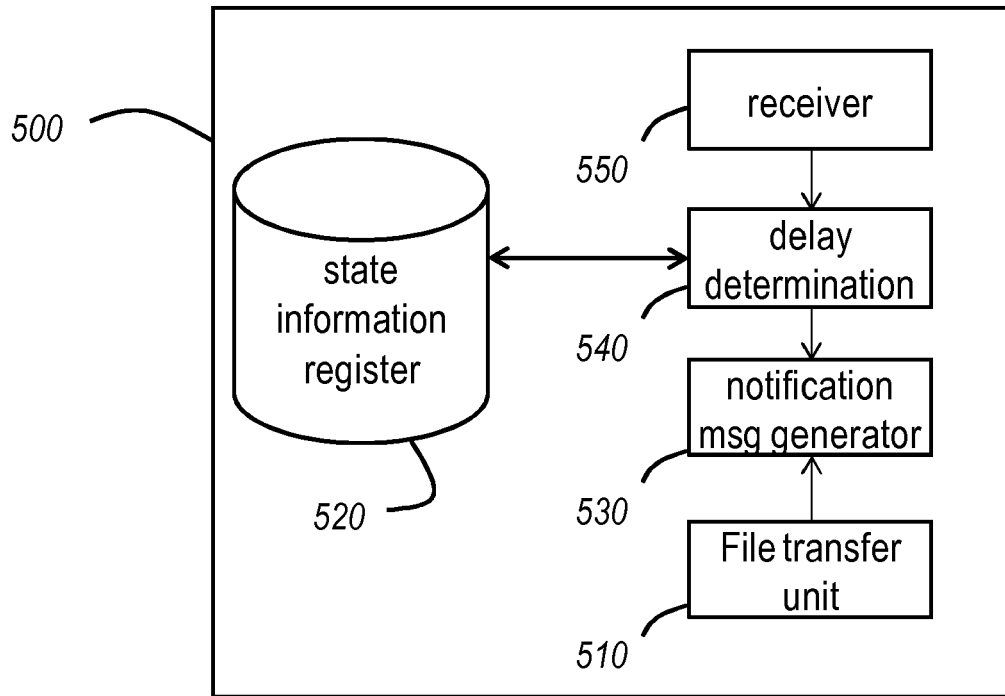 500
receiver
550
state
information
register
delay
determination
540
notification
msg generator
520
530
File transfer
unit
510